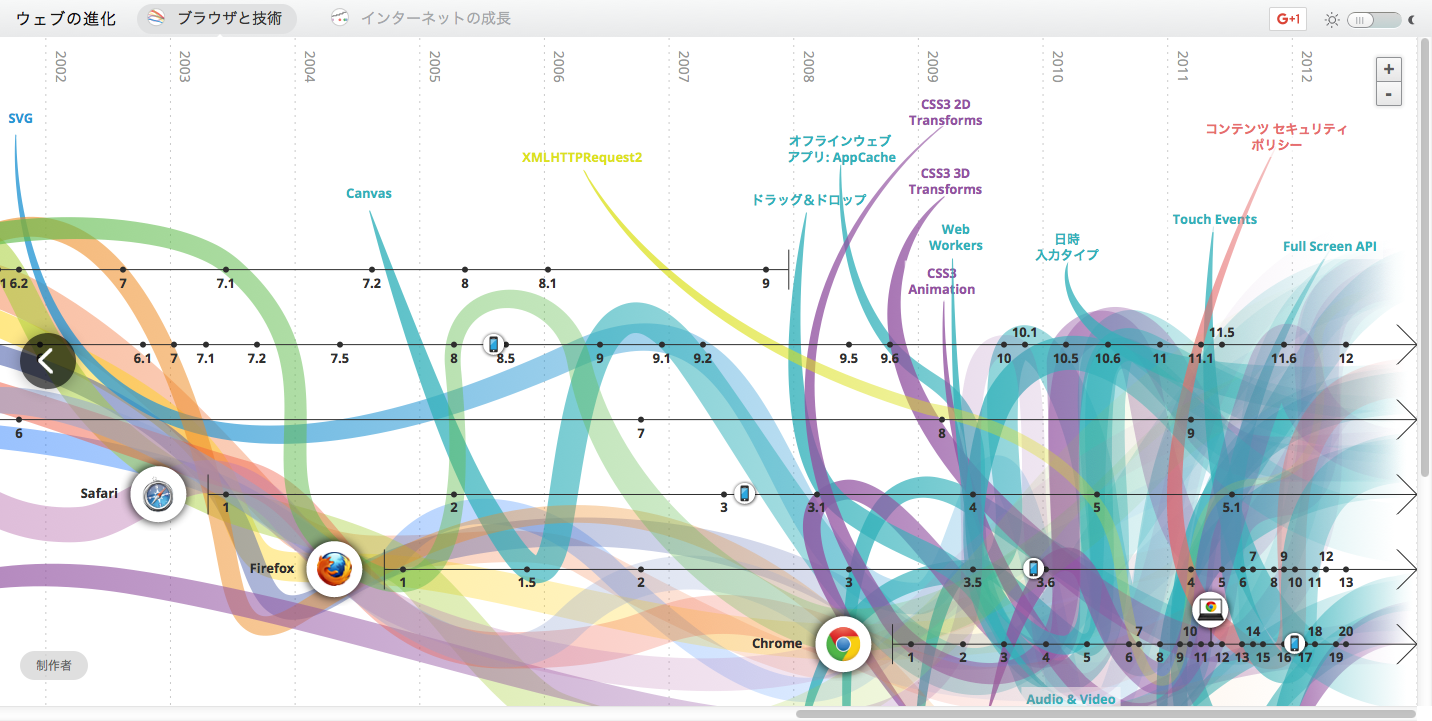 ウェブの進化 ブラウザと技術 インターネットの成長 G+1
2002 2003 2004 2005 2006 2007 2008 2009 2010 2011 2012
+
-
SVG
CSS3 2D
Transforms
コンテンツ セキュリティ
ポリシー
オフラインウェブ
アプリ: AppCache
XMLHTTPRequest2
CSS3 3D
Transforms
Canvas
ドラッグ＆ドロップ
Touch Events
Web
Workers
日時
入力タイプ
Full Screen API
CSS3
Animation
1 6.2 7 7.1 7.2 8 8.1 9
10.1 11.5
6.1 7 7.1 7.2 7.5 8 8.5 9 9.1 9.2 9.5 9.6 10 10.5 10.6 11 11.1 11.6 12
6 7 8 9
Safari 1 2 3 3.1 4 5 5.1
7 9 12
Firefox 1 1.5 2 3 3.5 3.6 4 5 6 8 10 11 13
7 10 14 18 20
Chrome 1 2 3 4 5 6 8 9 11 12 13 15 16 17 19
制作者
Audio & Video